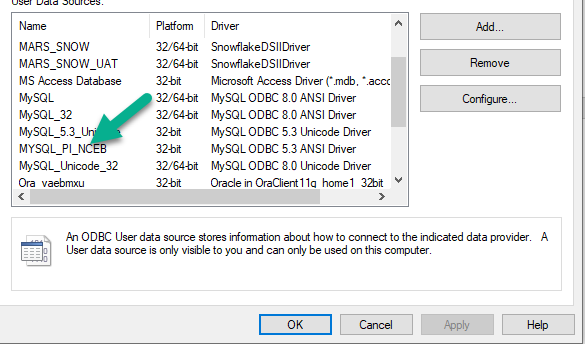 User Data Sources:
Name Platform Driver
MARS_SNOW 32/64-bit SnowflakeDSIIDriver
MARS_SNOW_UAT 32/64-bit SnowflakeDSIIDriver
MS Access Database 32-bit Microsoft Access Driver (*.mdb, *.accd
MySQL 32/64-bit MySQL ODBC 8.0 ANSI Driver
MySQL_32 32/64-bit MySQL ODBC 8.0 ANSI Driver
MySQL_5.3_Unicode 32-bit MySQL ODBC 5.3 Unicode Driver
MYSQL_PI_NCEB 32-bit MySQL ODBC 5.3 ANSI Driver
MySQL_Unicode_32 32/64-bit MySQL ODBC 8.0 Unicode Driver
Ora_vaebmxu 32-bit Oracle in OraClient11g_home1_32bit
Add...
Remove
Configure...
An ODBC User data source stores information about how to connect to the indicated data provider. A
User data source is only visible to you and can only be used on this computer.
OK Cancel Apply Help